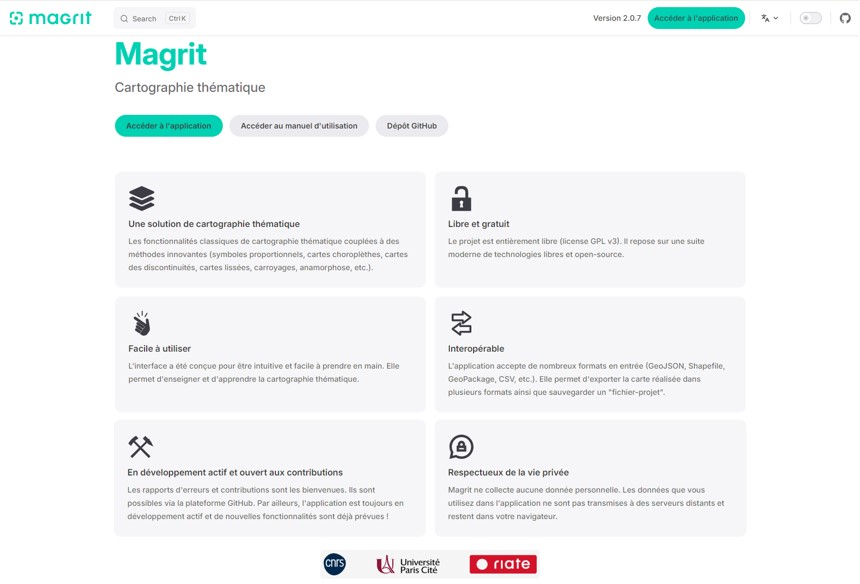 magrit
Search
Ctrl K
Version 2.0.7
Accéder à l'application
Magrit
Cartographie thématique
Accéder à l'application
Accéder au manuel d'utilisation
Dépôt GitHub
Une solution de cartographie thématique
Les fonctionnalités classiques de cartographie thématique couplées à des
méthodes innovantes (symboles proportionnels, cartes choroplèthes, cartes
des discontinuités, cartes lissées, carroyages, anamorphose, etc.).
Libre et gratuit
Le projet est entièrement libre (license GPL v3). Il repose sur une suite
moderne de technologies libres et open-source.
Facile à utiliser
L'interface a été conçue pour être intuitive et facile à prendre en main. Elle
permet d'enseigner et d'apprendre la cartographie thématique.
Interopérable
L'application accepte de nombreux formats en entrée (GeoJSON, Shapefile,
GeoPackage, CSV, etc.). Elle permet d'exporter la carte réalisée dans
plusieurs formats ainsi que sauvegarder un "fichier-projet".
En développement actif et ouvert aux contributions
Les rapports d'erreurs et contributions sont les bienvenues. Ils sont
possibles via la plateforme GitHub. Par ailleurs, l'application est toujours en
développement actif et de nouvelles fonctionnalités sont déjà prévues !
Respectueux de la vie privée
Magrit ne collecte aucune donnée personnelle. Les données que vous
utilisez dans l'application ne sont pas transmises à des serveurs distants et
restent dans votre navigateur.
cnrs
Université
Paris Cité
riate